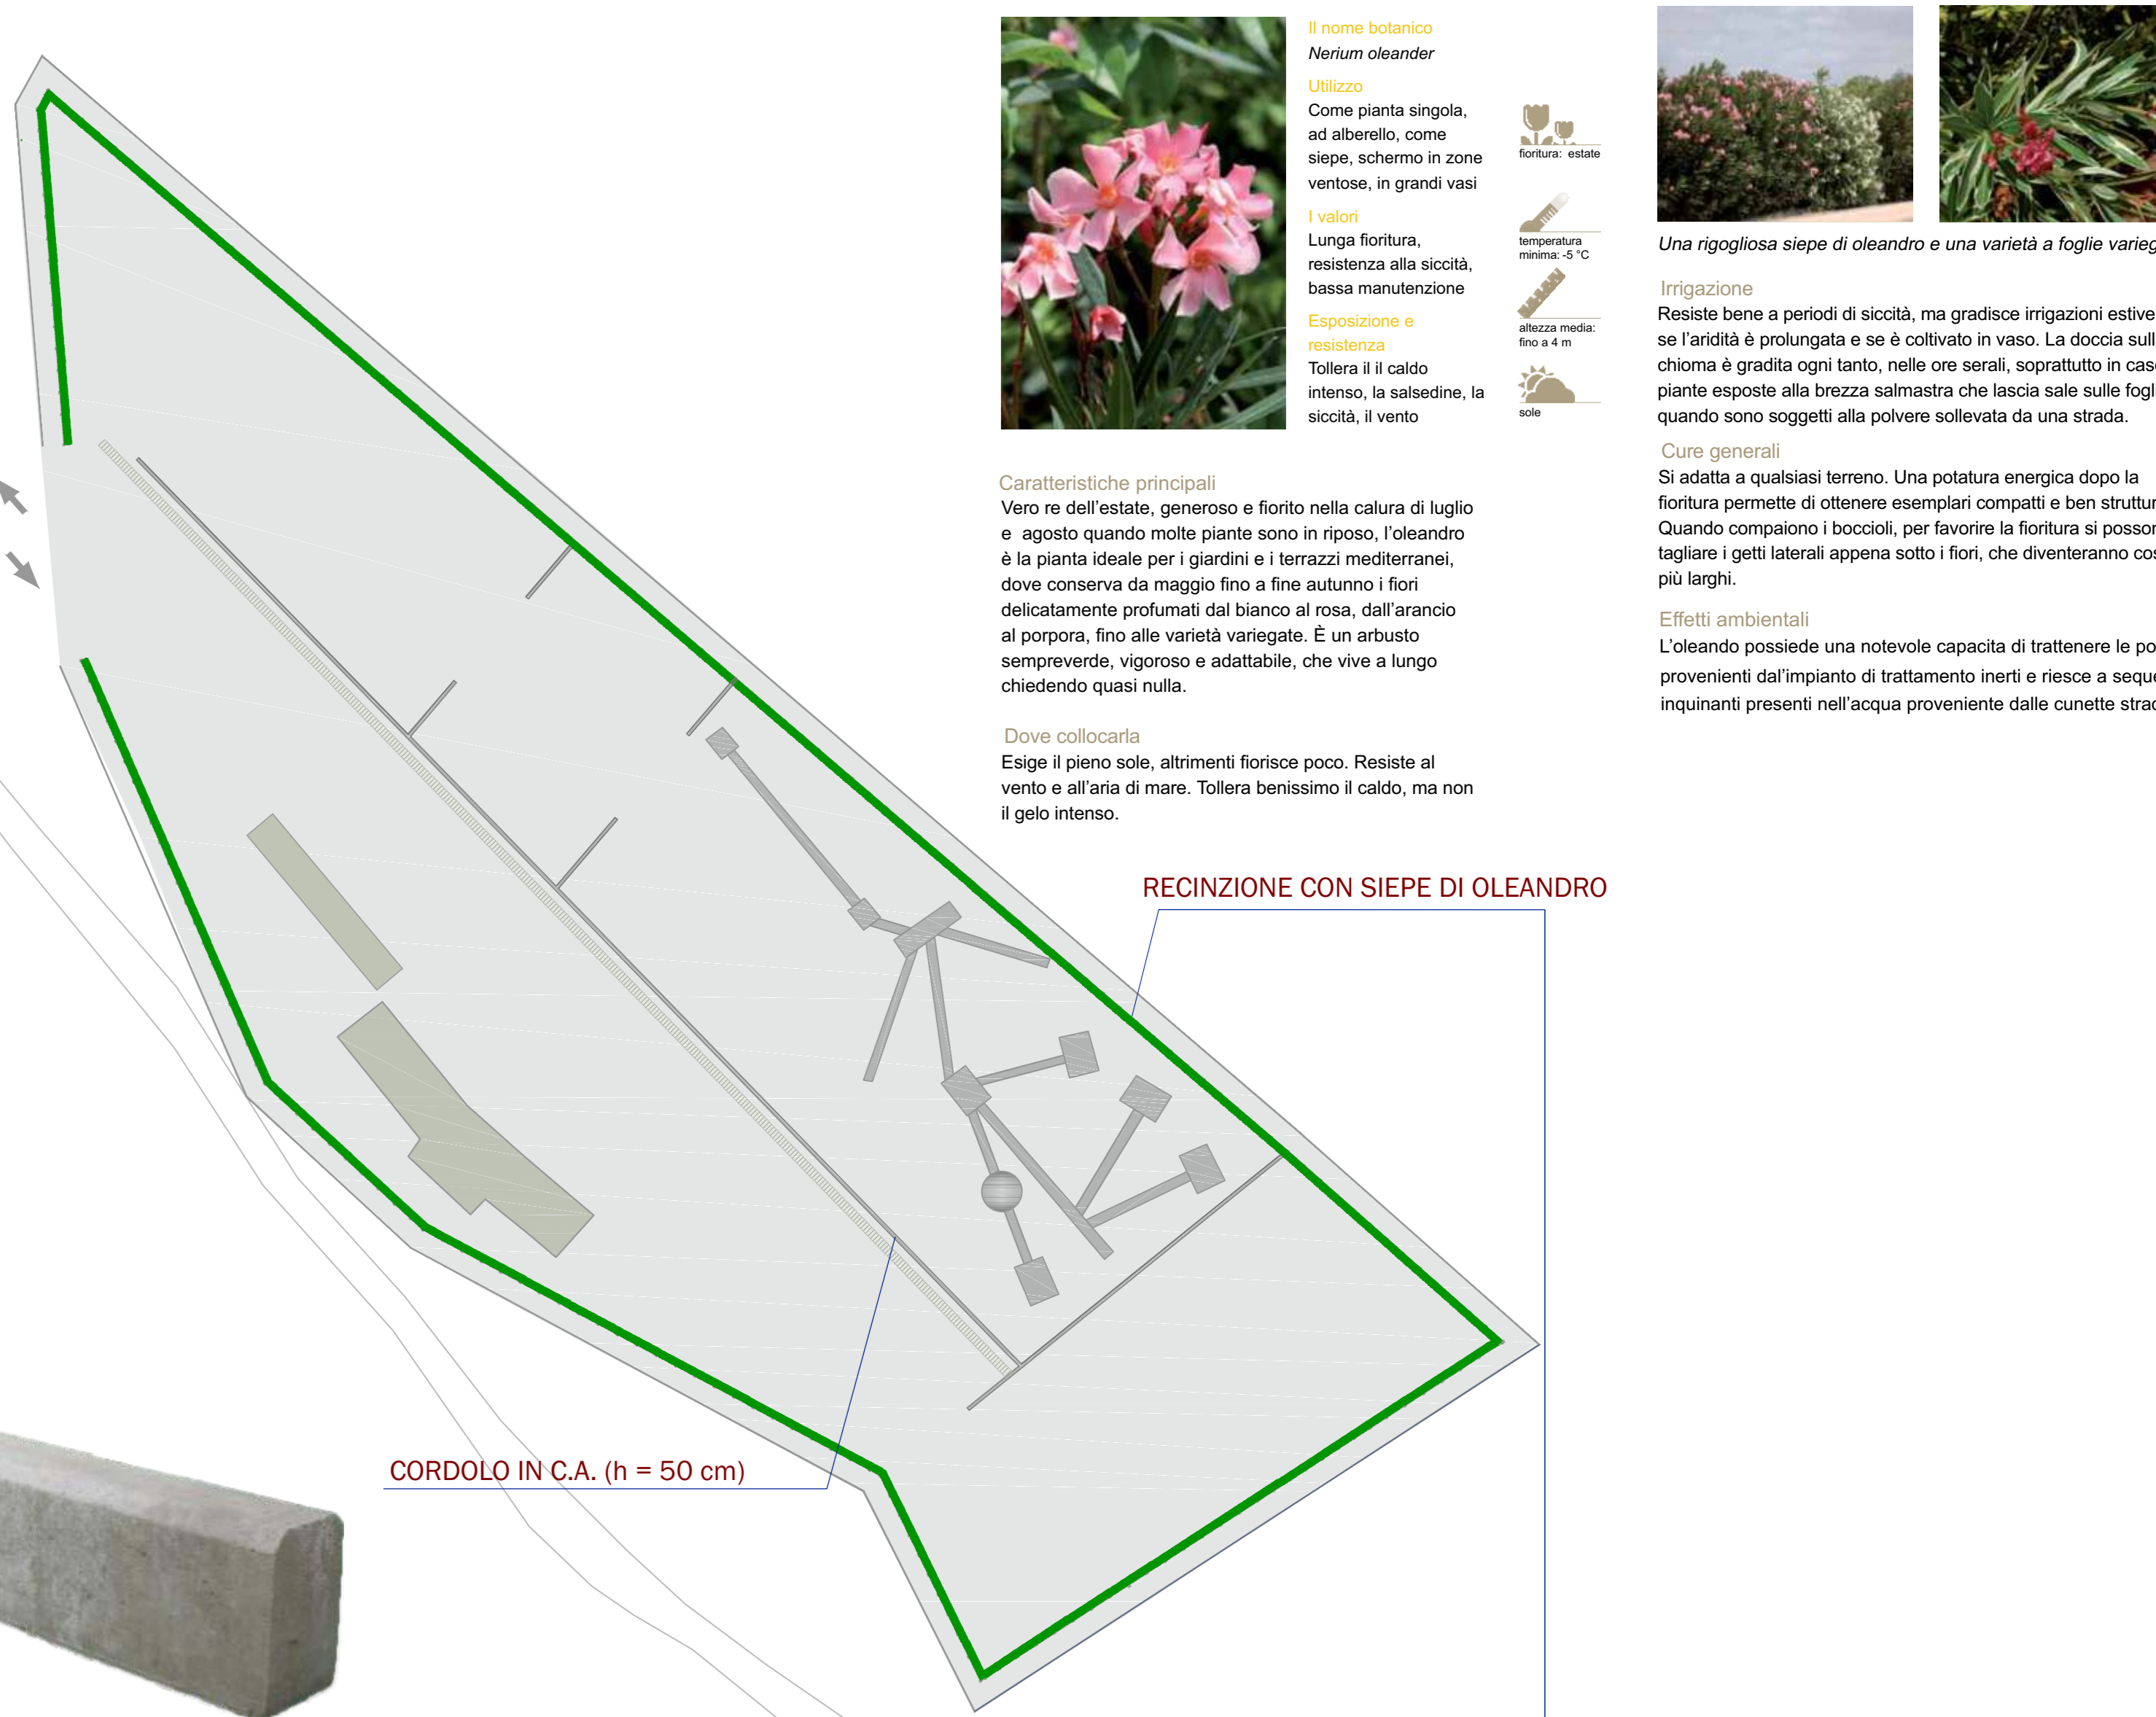 Il nome botanico
Nerium oleander
Utilizzo
Come pianta singola,
ad alberello, come
siepe, schermo in zone
ventose, in grandi vasi
I valori
Lunga fioritura,
resistenza alla siccità,
bassa manutenzione
Esposizione e
resistenza
Tollera il il caldo
intenso, la salsedine, la
siccità, il vento
fioritura: estate
temperatura
minima: -5 °C
altezza media:
fino a 4 m
sole
Caratteristiche principali
Vero re dell'estate, generoso e fiorito nella calura di luglio
e agosto quando molte piante sono in riposo, l'oleandro
è la pianta ideale per i giardini e i terrazzi mediterranei,
dove conserva da maggio fino a fine autunno i fiori
delicatamente profumati dal bianco al rosa, dall'arancio
al porpora, fino alle varietà variegate. È un arbusto
sempreverde, vigoroso e adattabile, che vive a lungo
chiedendo quasi nulla.
Dove collocarla
Esige il pieno sole, altrimenti fiorisce poco. Resiste al
vento e all'aria di mare. Tollera benissimo il caldo, ma non
il gelo intenso.
Una rigogliosa siepe di oleandro e una varietà a foglie
Irrigazione
Resiste bene a periodi di siccità, ma gradisce irrigazioni estive
se l'aridità è prolungata e se è coltivato in vaso. La doccia
chioma è gradita ogni tanto, nelle ore serali, soprattutto in
piante esposte alla brezza salmastra che lascia sale sulle
quando sono soggetti alla polvere sollevata da una strada.
Cure generali
Si adatta a qualsiasi terreno. Una potatura energica dopo la
fioritura permette di ottenere esemplari compatti e ben
Quando compaiono i boccioli, per favorire la fioritura si
tagliare i getti laterali appena sotto i fiori, che diventeranno
più larghi.
Effetti ambientali
L'oleando possiede una notevole capacita di trattenere le
provenienti dal'impianto di trattamento inerti e riesce a
inquinanti presenti nell'acqua proveniente dalle cunette
RECINZIONE CON SIEPE DI OLEANDRO
CORDOLO IN C.A. (h = 50 cm)